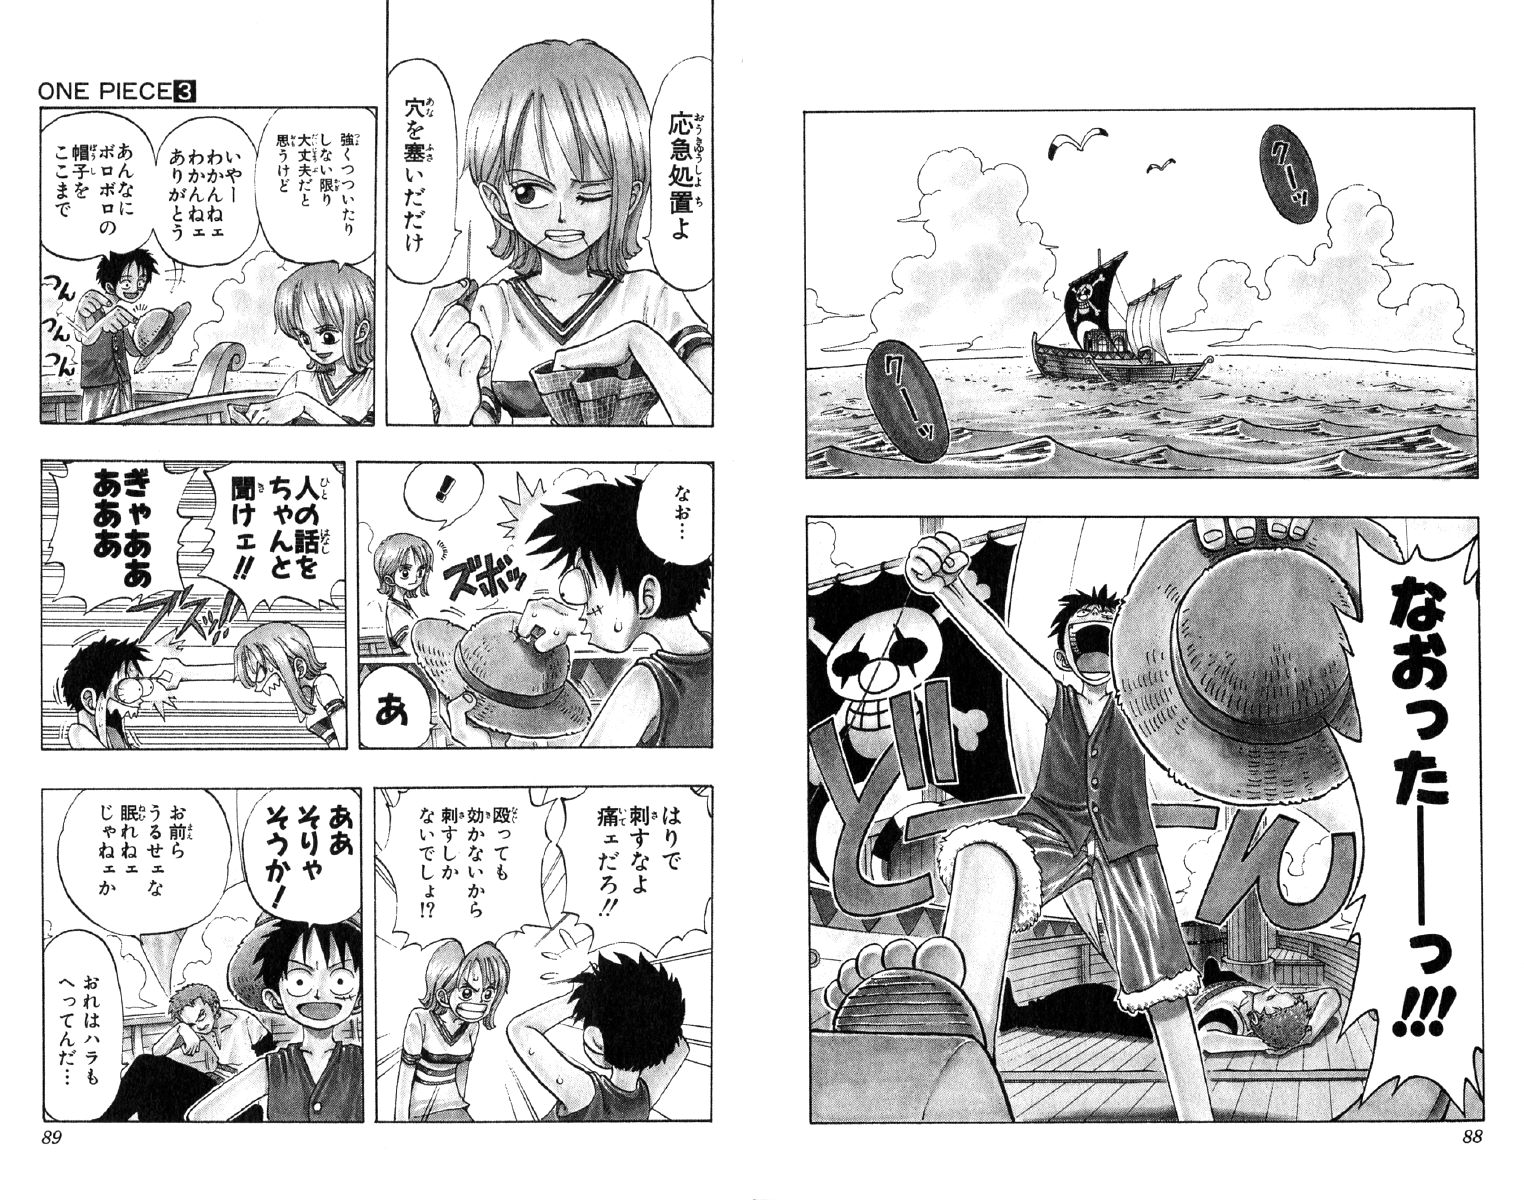 クーッ
クーッ
なおったーーっ!!!
どーーん
88
ONE PIECE3
応急処置よ
穴を塞いだだけ
強くつついたり
しない限り
大丈夫だと
思うけど
いやー
わかんねェ
わかんねェ
ありがとう
あんなに
ボロボロの
帽子を
ここまで
つん
つん
つん
なお…
!
ズボッ
あ
人の話を
ちゃんと
聞けェ!!
ブスッ!!
ぎゃああ
あああ
はりで
刺すなよ
痛ェだろ!!
殴っても
効かないから
刺すしか
ないでしょ!?
ああ
そりゃ
そうか!
お前ら
うるせェな
眠れねェ
じゃねェか
おれはハラも
へってんだ…
89